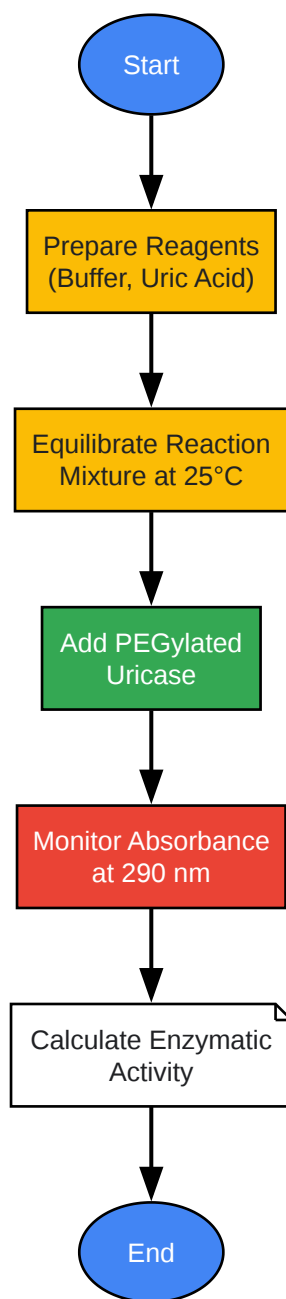 Start
Prepare Reagents
(Buffer, Uric Acid)
Equilibrate Reaction
Mixture at 25°C
Add PEGylated
Uricase
Monitor Absorbance
at 290 nm
Calculate Enzymatic
Activity
End